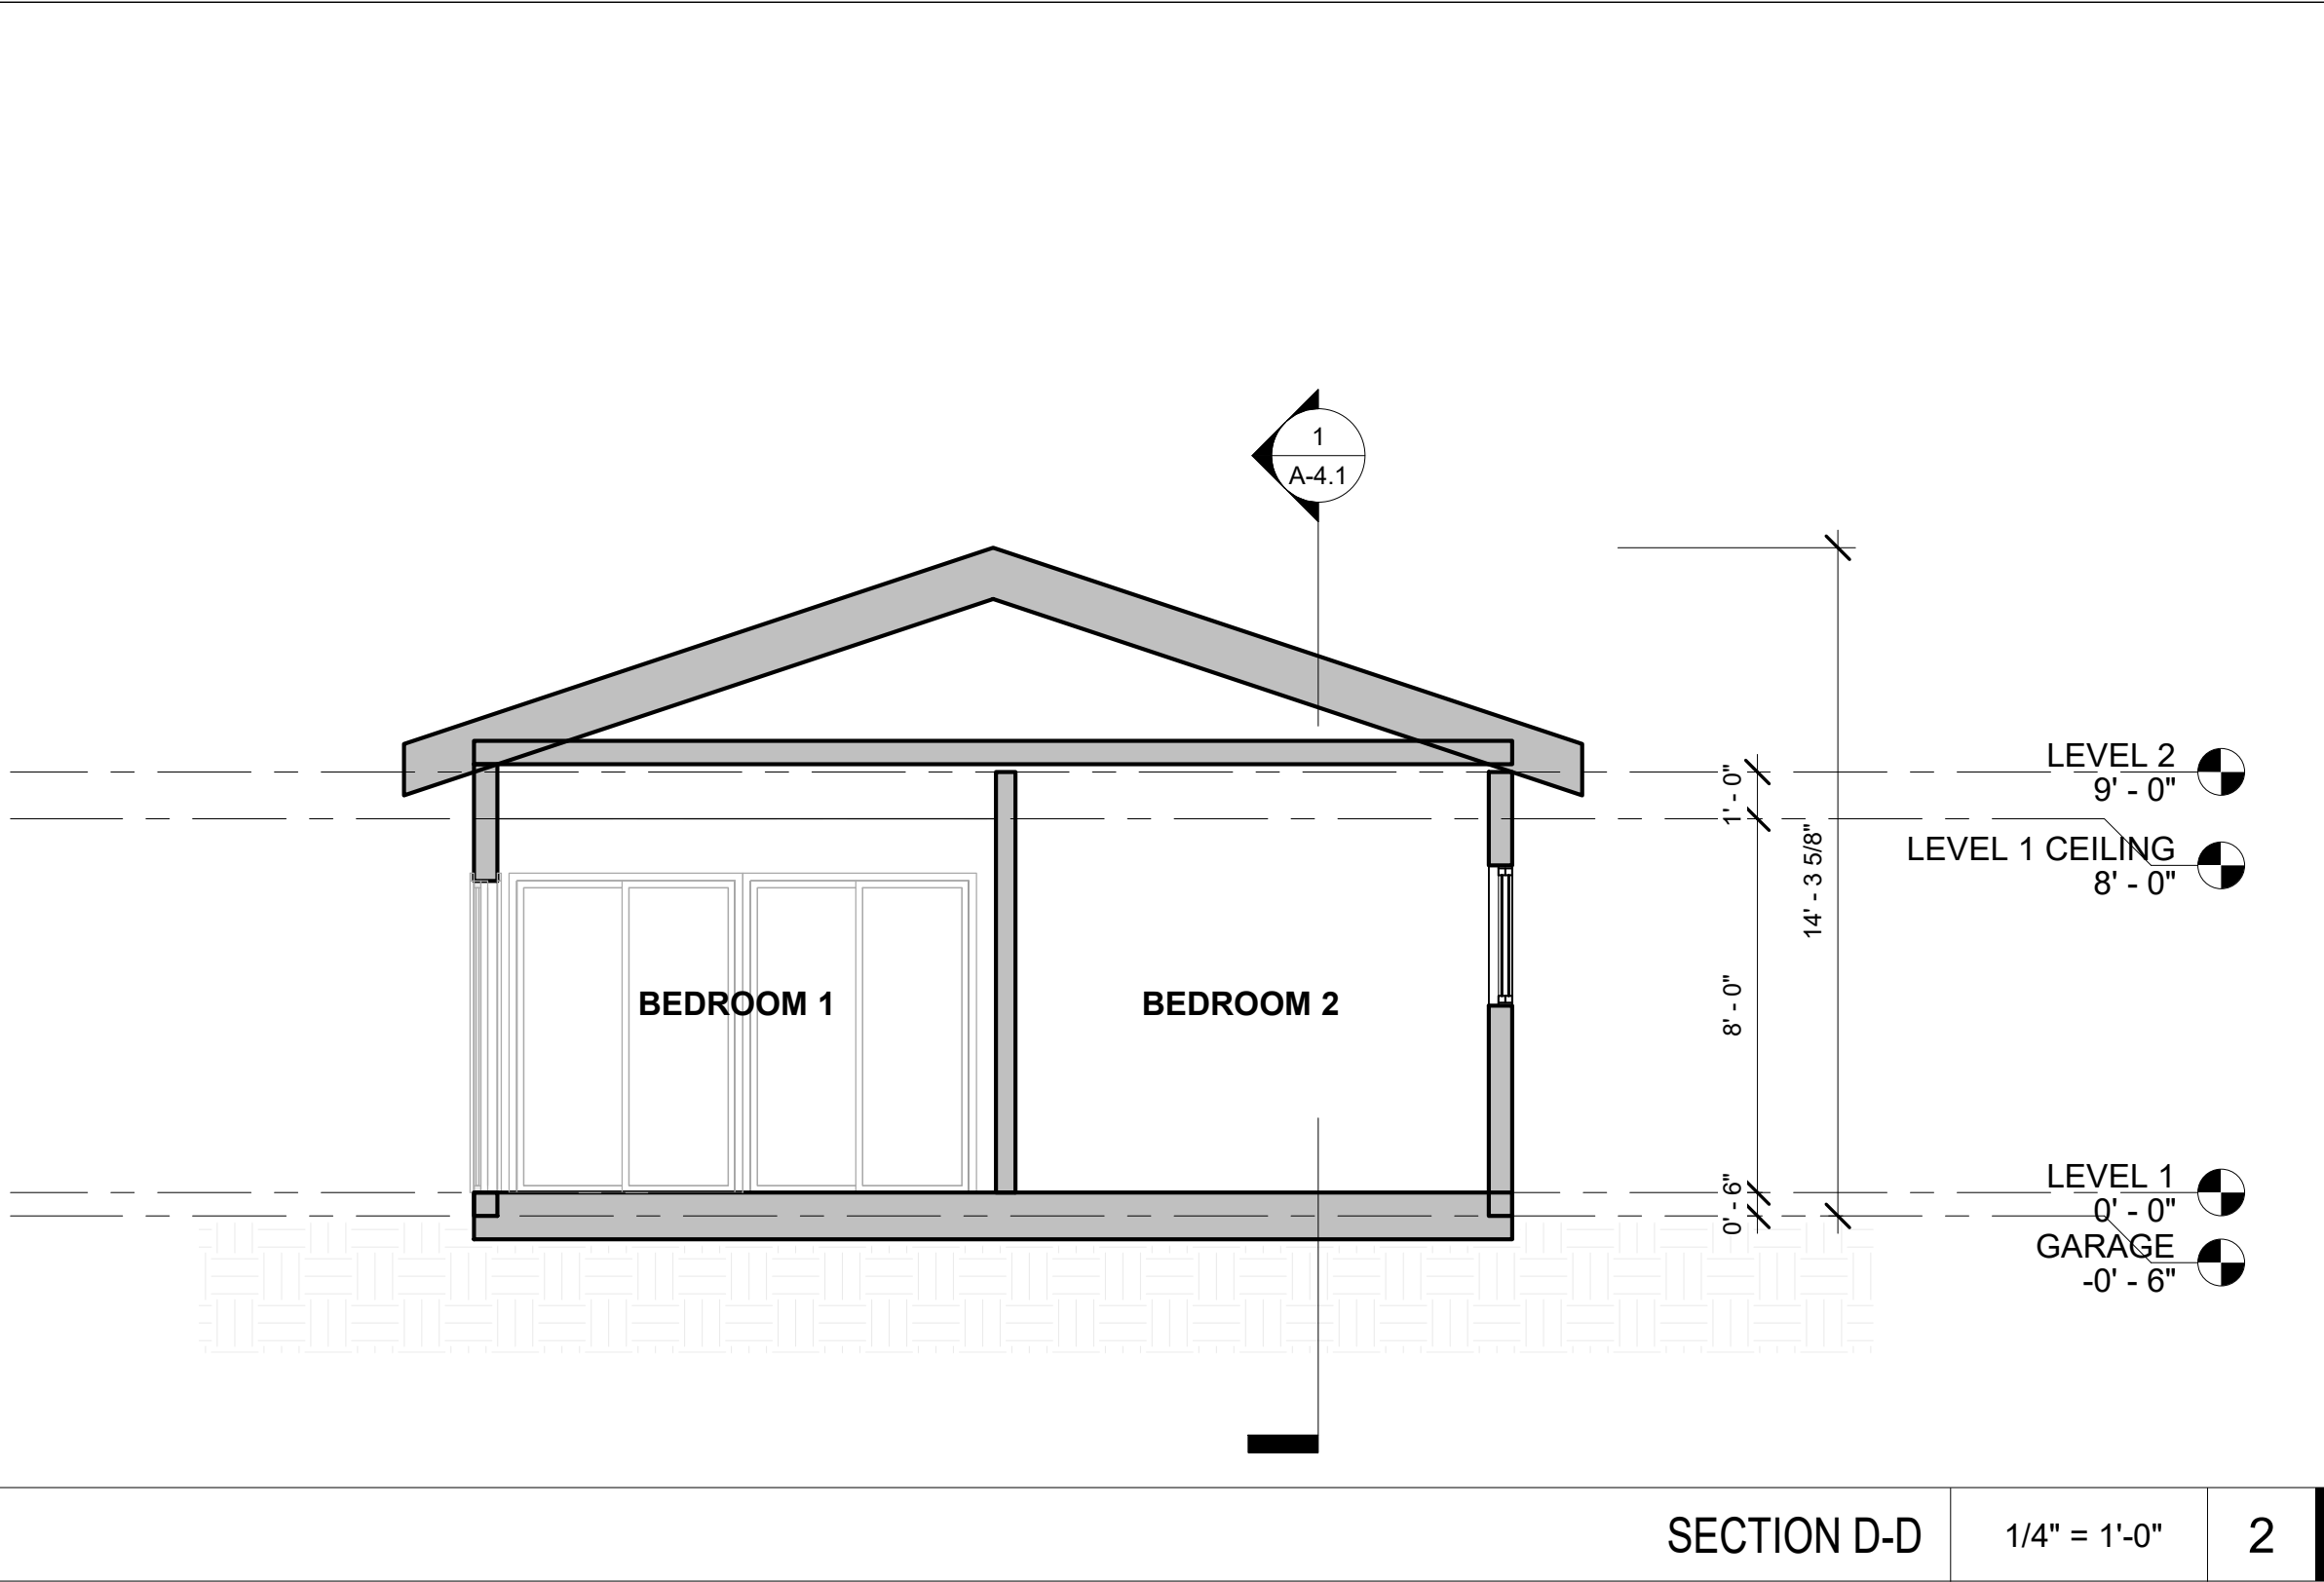 1
A-4.1
LEVEL 2
9' - 0"
1' - 0"
LEVEL 1 CEILING
8' - 0"
14' - 3 5/8"
BEDROOM 1
BEDROOM 2
8' - 0"
LEVEL 1
0' - 0"
0' - 6"
GARAGE
-0' - 6"
SECTION D-D
1/4" = 1'-0"
2